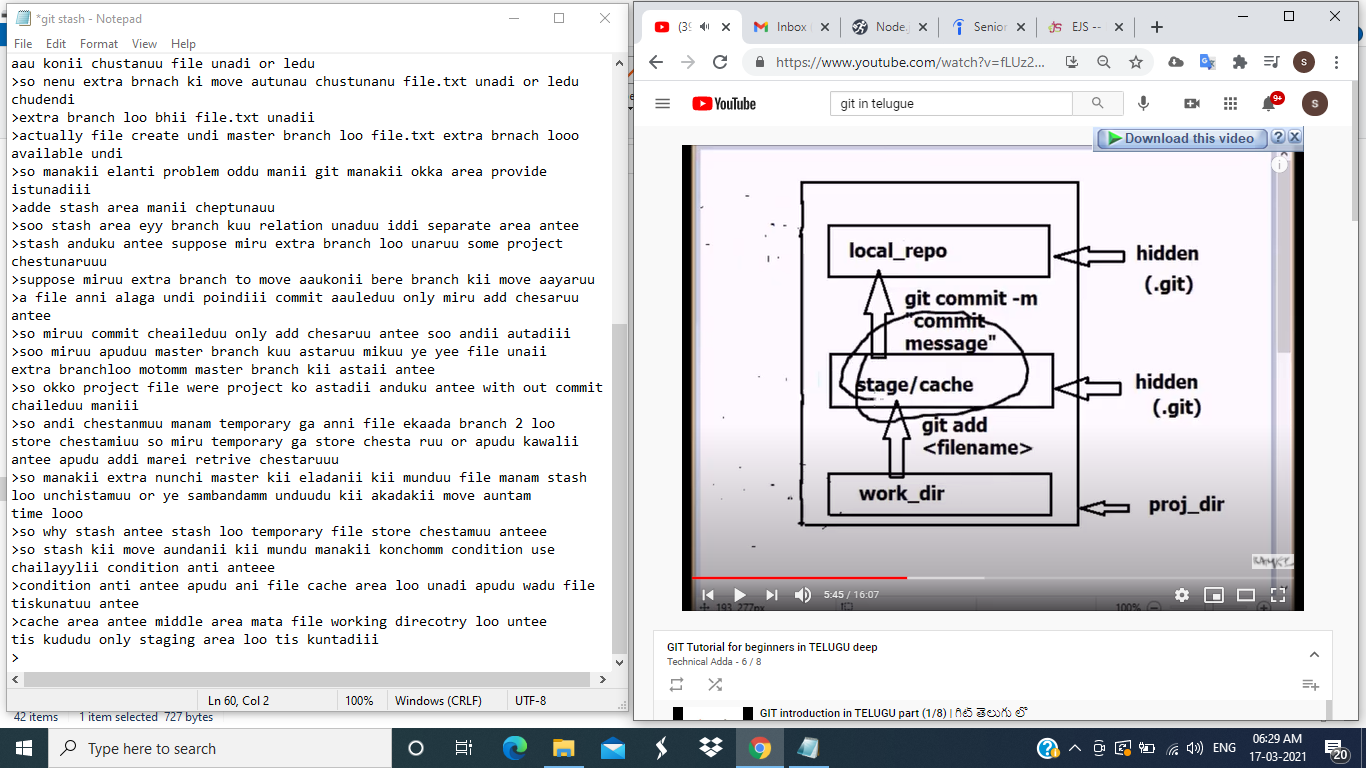 *git stash - Notepad
File Edit Format View Help
aau konii chustanuu file unadi or ledu
>so nenu extra brnach ki move autunau chustunanu file.txt unadi or ledu
chudendi
>extra branch loo bhii file.txt unadii
>actually file create undi master branch loo file.txt extra brnach looo
available undi
>so manakii elanti problem oddu manii git manakii okka area provide
istunadiii
>adde stash area manii cheptunauu
>soo stash area eyy branch kuu relation unaduu iddi separate area antee
>stash anduku antee suppose miru extra branch loo unaruu some project
chestunaruuu
>suppose miruu extra branch to move aaukonii bere branch kii move aayaruu
>a file anni alaga undi poindiii commit aauleduu only miru add chesaruu
antee
>so miruu commit cheaileduu only add chesaruu antee soo andii autadiii
>soo miruu apuduu master branch kuu astaruu mikuu ye yee file unaii
extra branchloo motomm master branch kii astaii antee
>so okko project file were project ko astadii anduku antee with out commit
chaileduu maniii
>so andi chestanmuu manam temporary ga anni file ekaada branch 2 loo
store chestamiuu so miru temporary ga store chesta ruu or apudu kawalii
antee apudu addi marei retrive chestaruuu
>so manakii extra nunchi master kii eladanii kii munduu file manam stash
loo unchistamuu or ye sambandamm unduudu kii akadakii move auntam
time looo
>so why stash antee stash loo temporary file store chestamuu anteee
>so stash kii move aundanii kii mundu manakii konchomm condition use
chailayylii condition anti anteee
>condition anti antee apudu ani file cache area loo unadi apudu wadu file
tiskunatuu antee
>cache area antee middle area mata file working direcotry loo untee
tis kududu only staging area loo tis kuntadiii
>
Ln 60, Col 2 100% Windows (CRLF) UTF-8
42 items 1 item selected 727 bytes
(39 Inbox Node. Senior EJS --
https://www.youtube.com/watch?v=fLUz2... s
YouTube git in telugue 9+ S
Download this video ? X
local_repo
hidden
(.git)
git commit -m
"commit
message"
stage/cache
hidden
(.git)
git add
<filename>
work_dir
proj_dir
5:45 / 16:07
193, 277px 100%
GIT Tutorial for beginners in TELUGU deep
Technical Adda - 6 / 8
GIT introduction in TELUGU part (1/8) | గిట్ తెలుగు లో
Type here to search
ENG
06:29 AM
17-03-2021
20